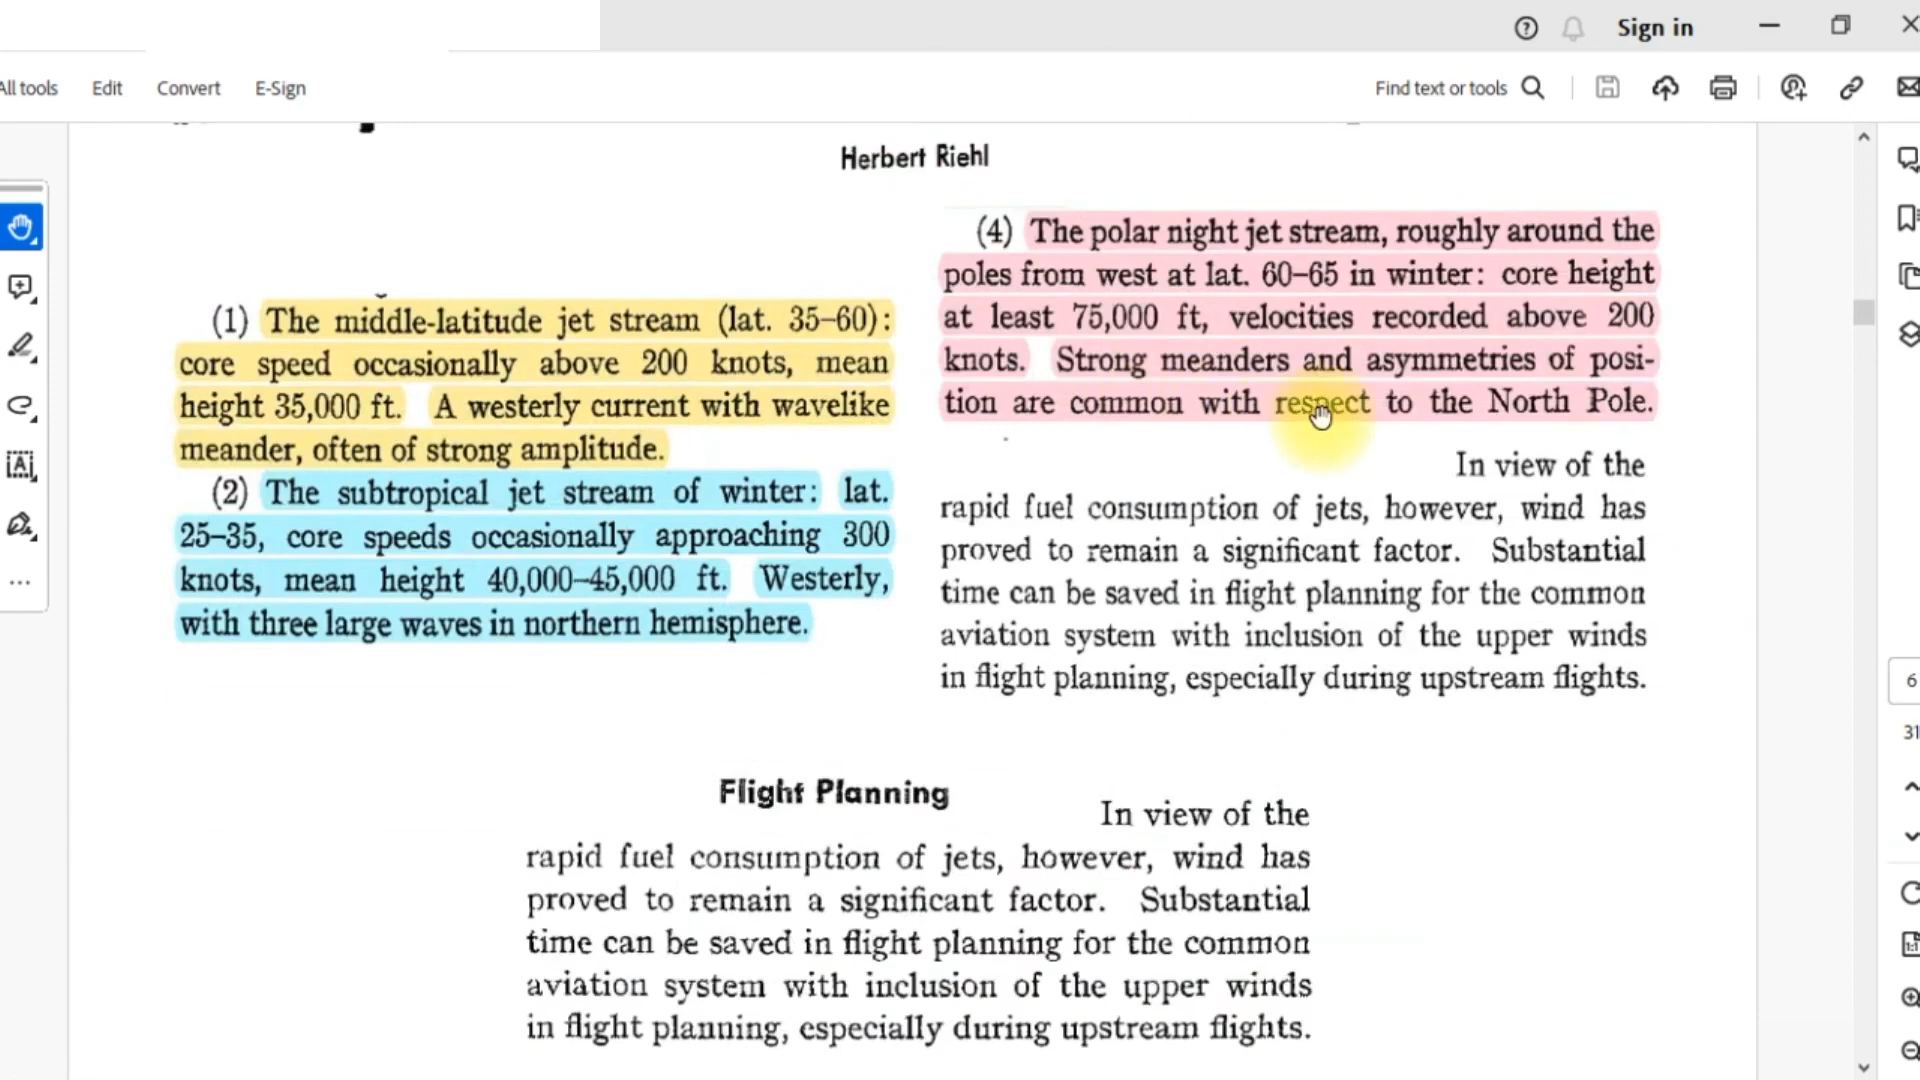 Sign in
All tools
Edit
Convert
E-Sign
Find text or tools
Herbert Riehl
(1) The middle-latitude jet stream (lat. 35–60):
core speed occasionally above 200 knots, mean
height 35,000 ft. A westerly current with wavelike
meander, often of strong amplitude.
(2) The subtropical jet stream of winter: lat.
25–35, core speeds occasionally approaching 300
knots, mean height 40,000–45,000 ft. Westerly,
with three large waves in northern hemisphere.
(4) The polar night jet stream, roughly around the
poles from west at lat. 60–65 in winter: core height
at least 75,000 ft, velocities recorded above 200
knots. Strong meanders and asymmetries of posi-
tion are common with respect to the North Pole.
In view of the
rapid fuel consumption of jets, however, wind has
proved to remain a significant factor. Substantial
time can be saved in flight planning for the common
aviation system with inclusion of the upper winds
in flight planning, especially during upstream flights.
Flight Planning
In view of the
rapid fuel consumption of jets, however, wind has
proved to remain a significant factor. Substantial
time can be saved in flight planning for the common
aviation system with inclusion of the upper winds
in flight planning, especially during upstream flights.
6
31